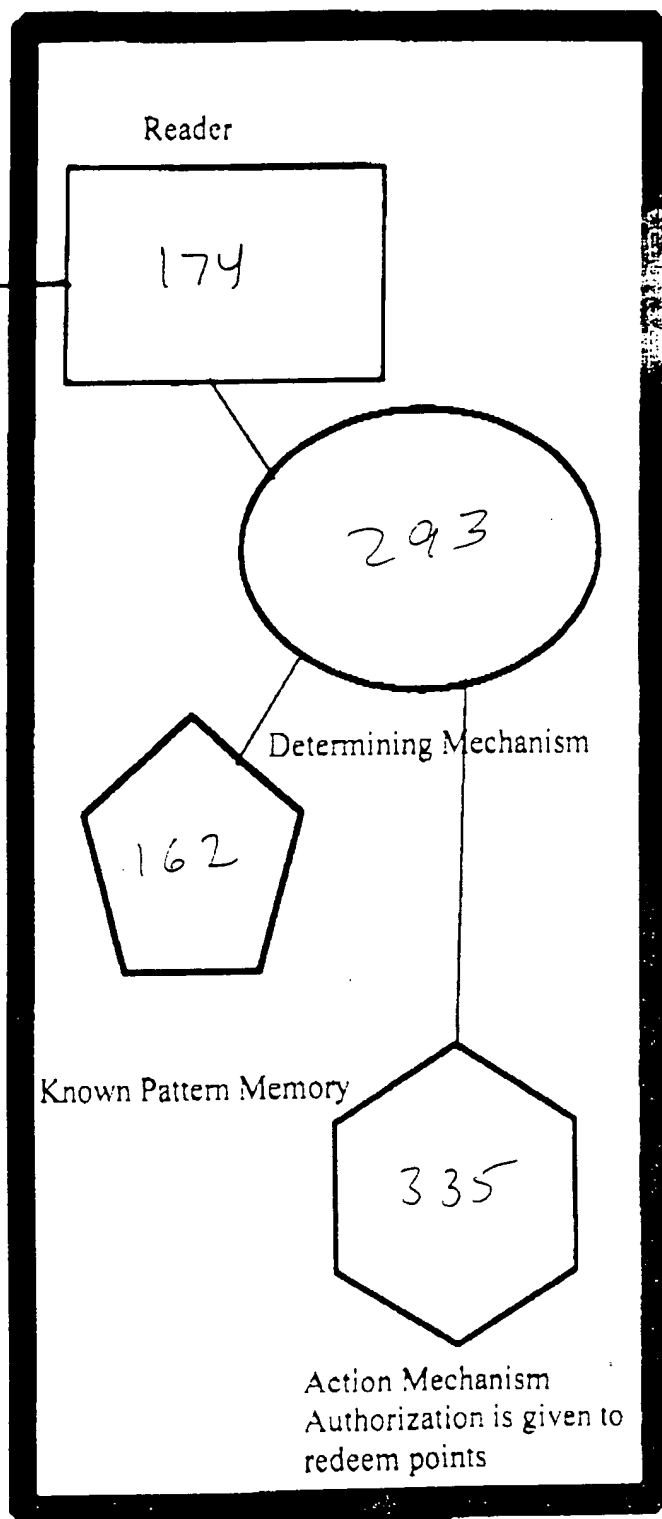 Reader
174
293
Determining Mechanism
162
Known Pattern Memory
335
Action Mechanism
Authorization is given to
redeem points